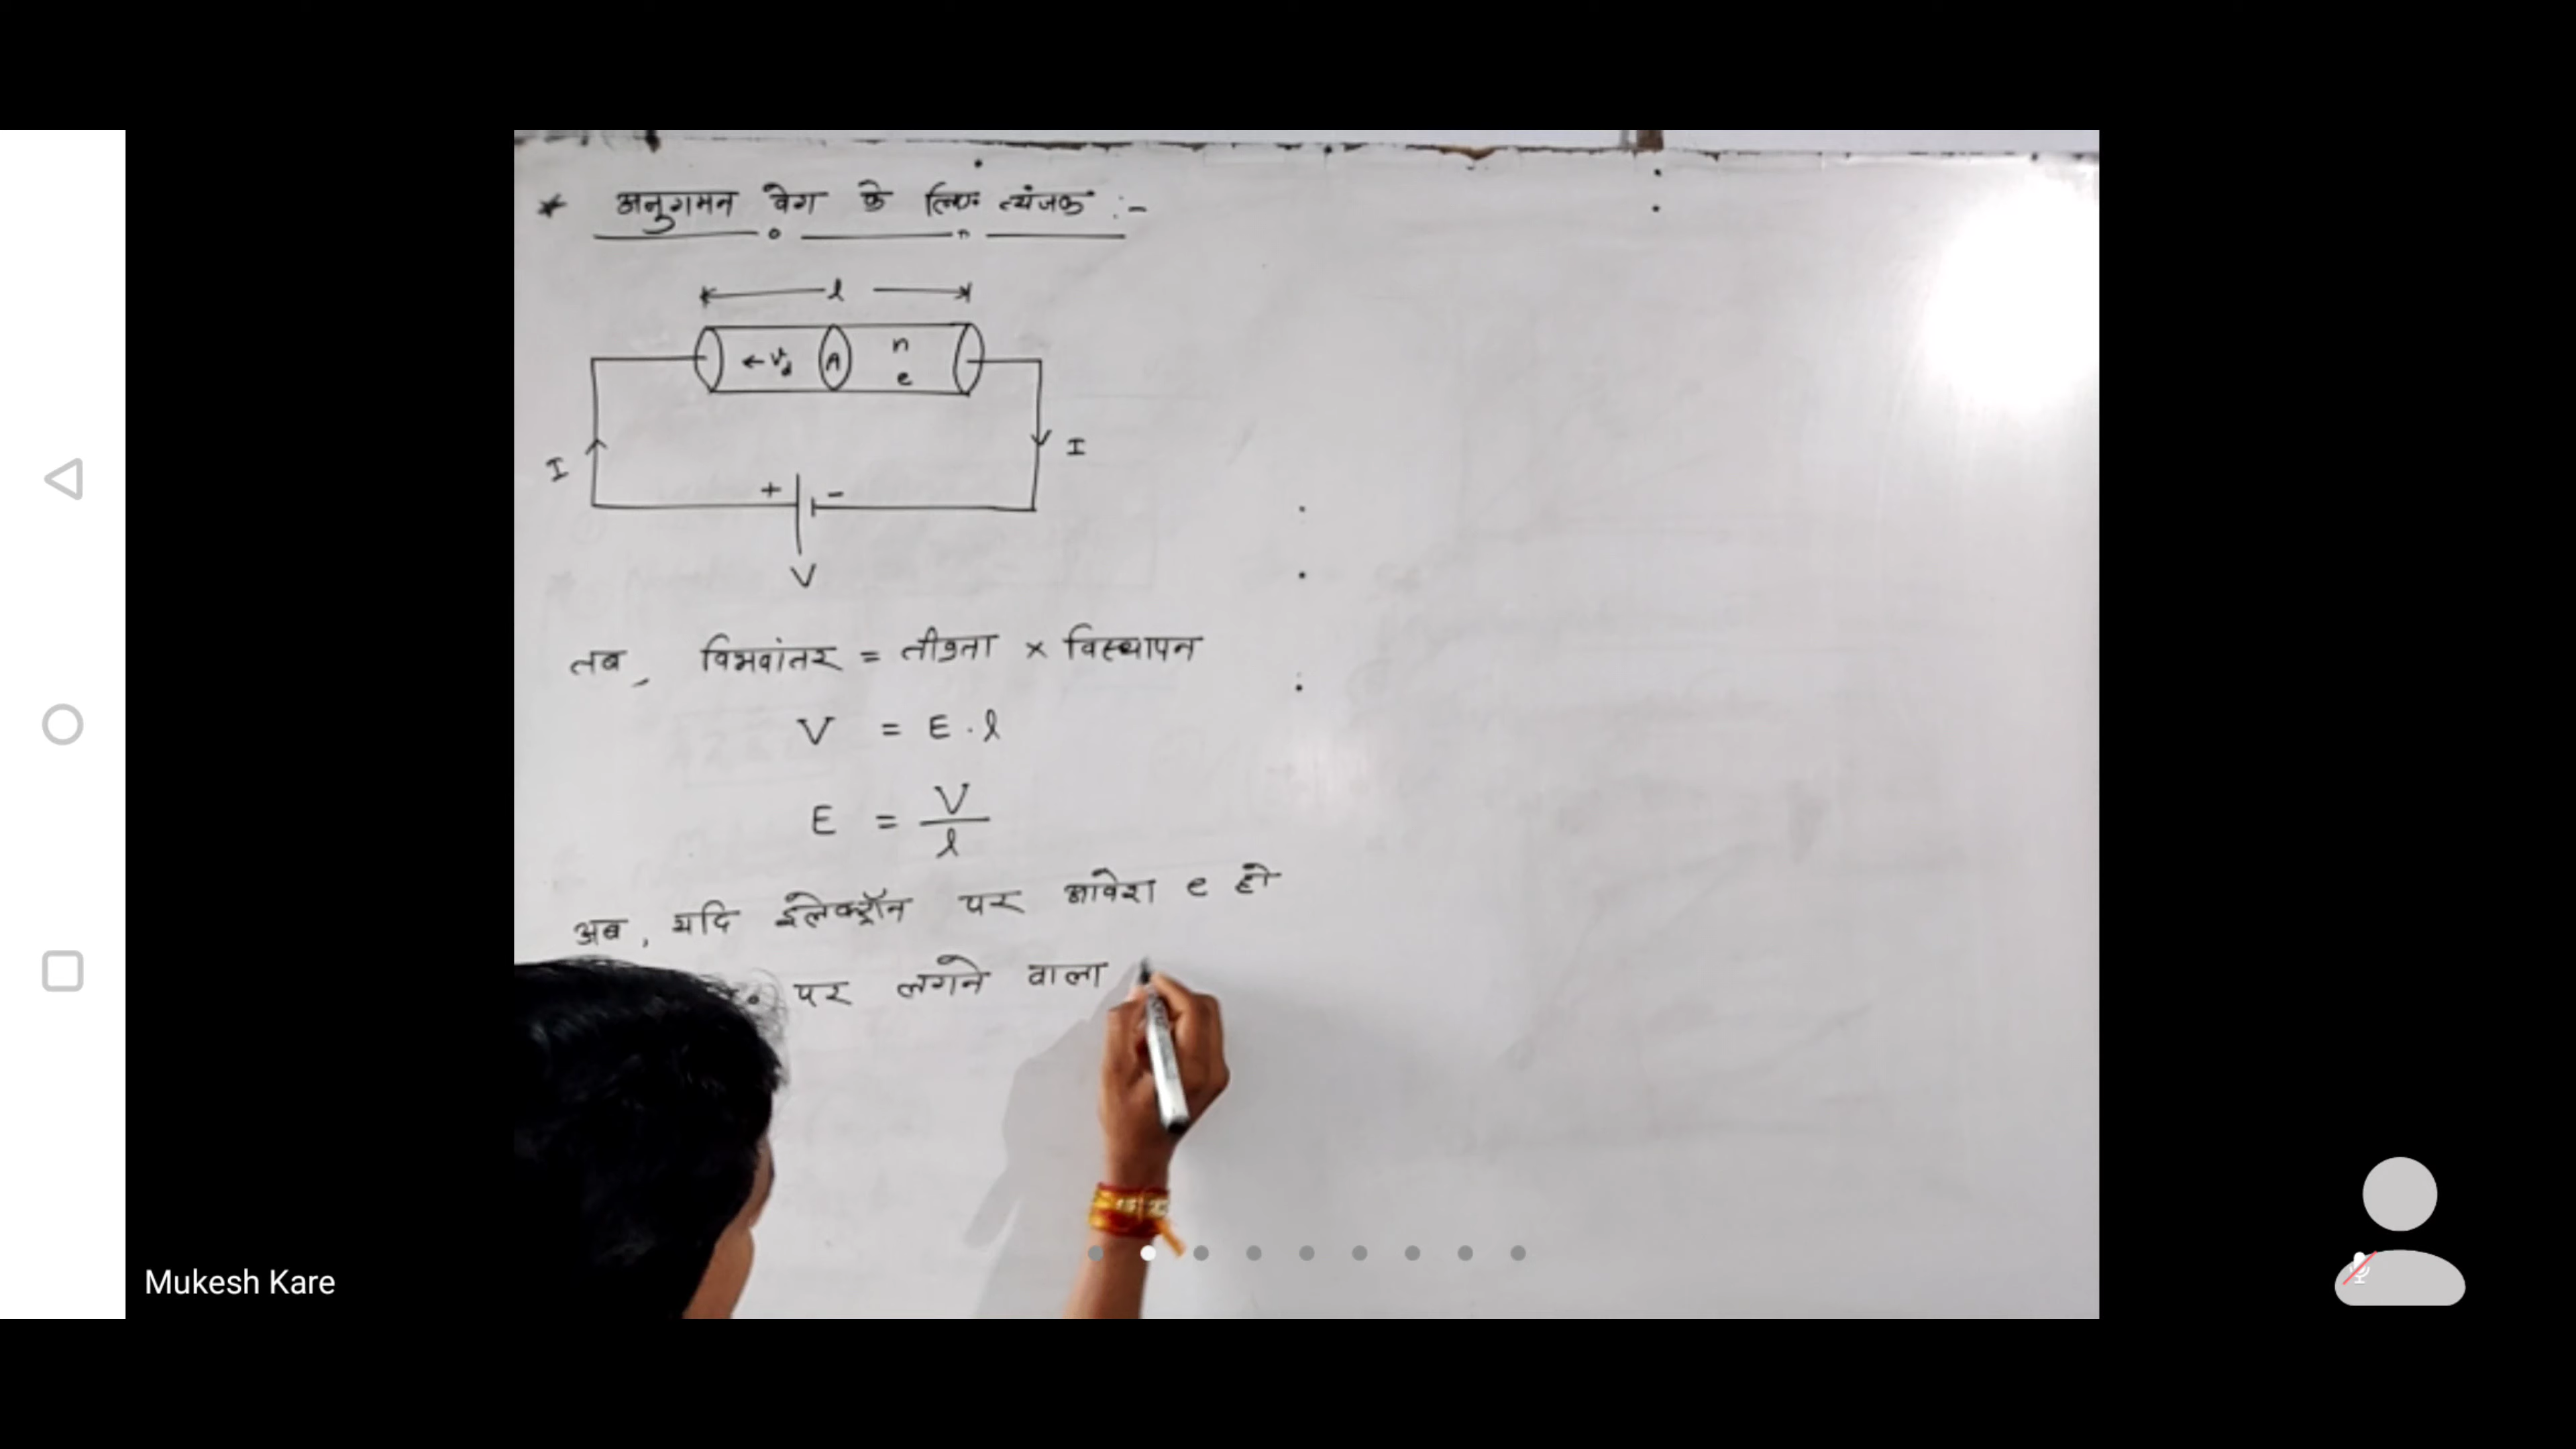 * अनुगमन वेग के लिए व्यंजक :-
l
←Vd A n
e
I
I
+ -
V
तब, विभवांतर = तीव्रता × विस्थापन
V = E . l
E = V / l
अब, यदि इलेक्ट्रॉन पर आवेश e हो
पर लगने वाला
Mukesh Kare